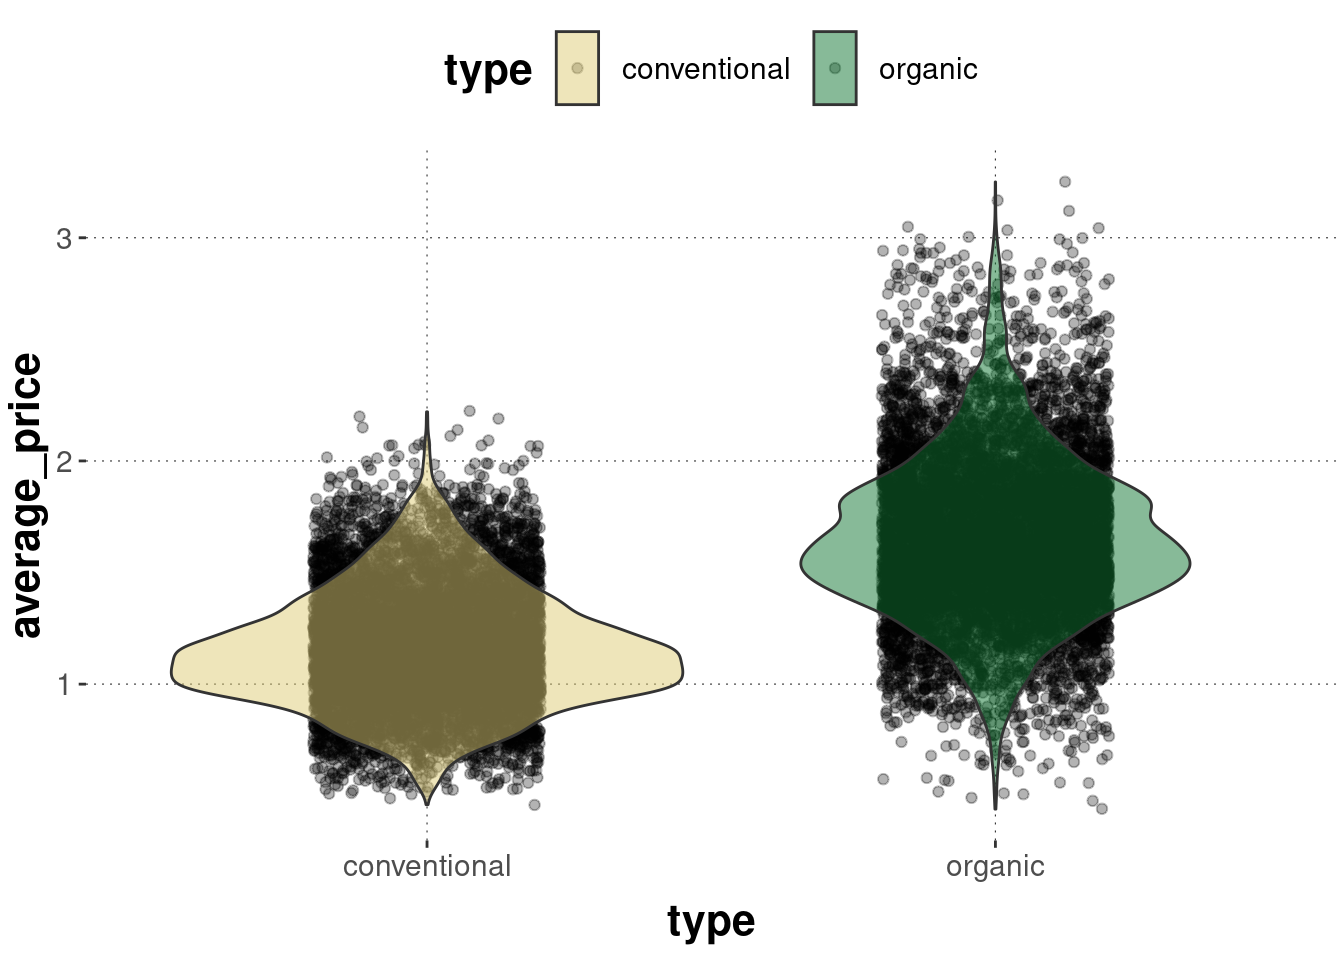 type conventional organic
average_price
3
2
1
conventional organic
type